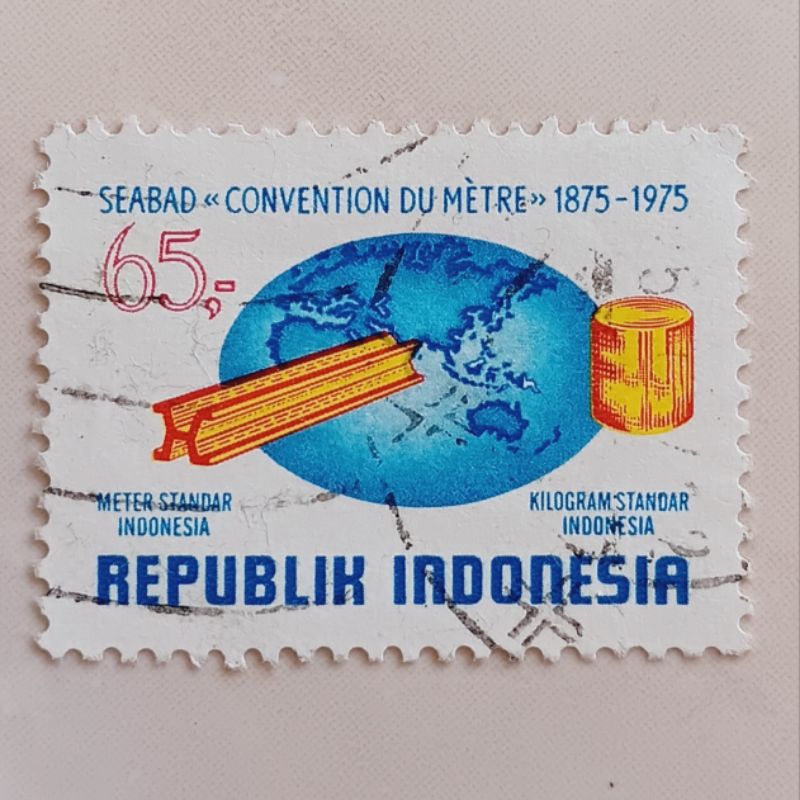 SEABAD «CONVENTION DU MÈTRE» 1875-1975
65,-
METER STANDAR
INDONESIA
KILOGRAM STANDAR
INDONESIA
REPUBLIK INDONESIA